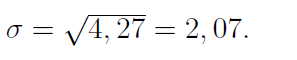 σ = √4, 27 = 2, 07.